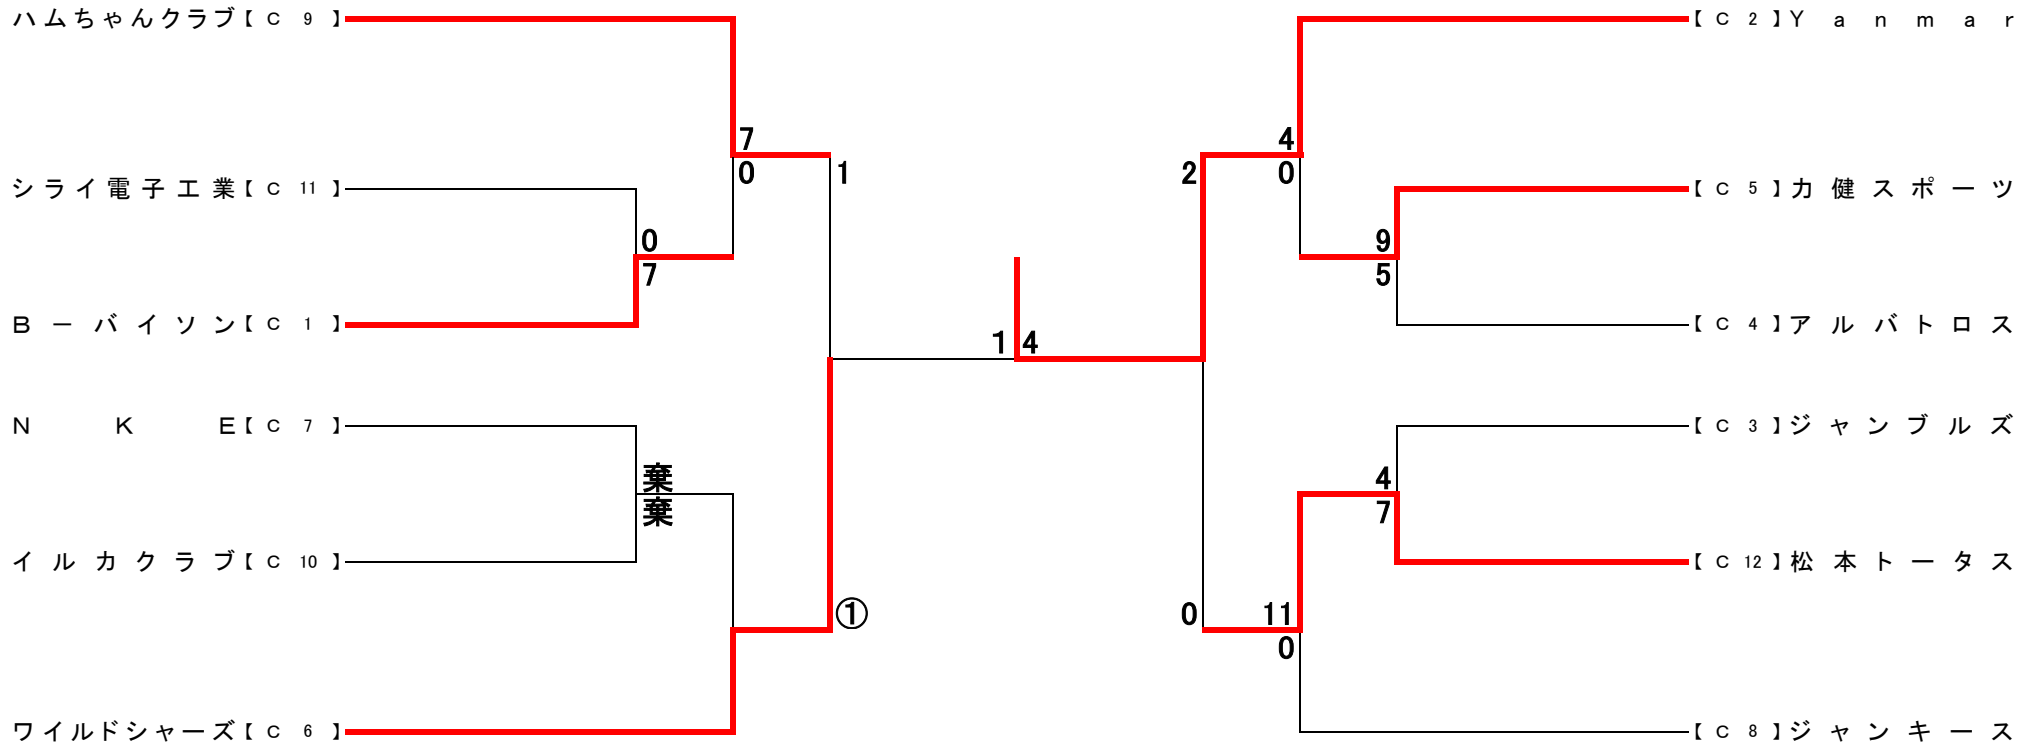 ハムちゃんクラブ【 C 9 】
シライ電子工業【 C 11 】
B－バイソン【 C 1 】
N K E【 C 7 】
イルカクラブ【 C 10 】
ワイルドシャーズ【 C 6 】
7
0
0
7
1
棄
棄
①
1 4
2
4
0
9
5
4
7
0
11
0
【 C 2 】Yanmar
【 C 5 】力健スポーツ
【 C 4 】アルバトロス
【 C 3 】ジャンブルズ
【 C 12 】松本トータス
【 C 8 】ジャンキース